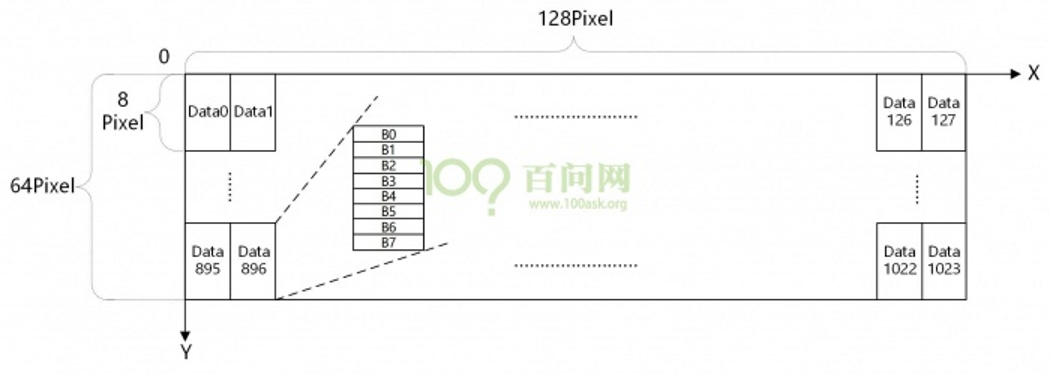 128Pixel
0
X
8
Pixel
Data0 Data1
Data
126
Data
127
B0
B1
B2
B3
B4
B5
B6
B7
100
百问网
www.100ask.org
64Pixel
Data
895
Data
896
Data
1022
Data
1023
Y